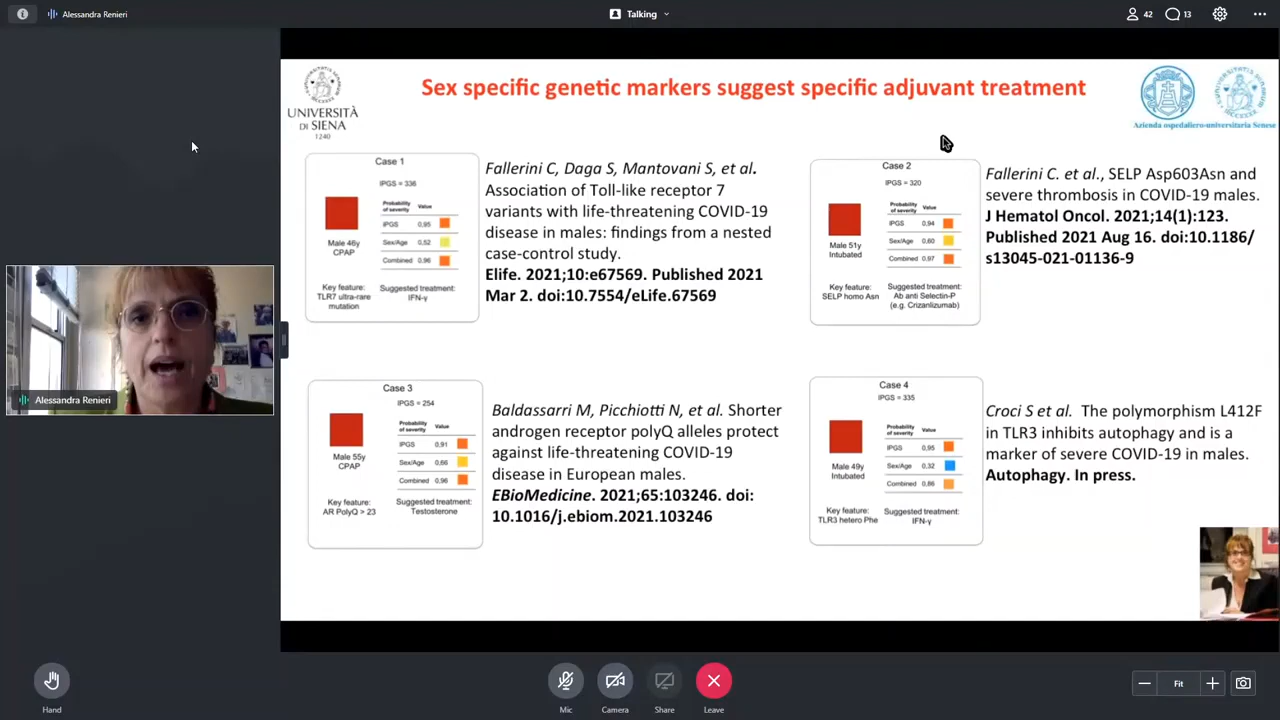 Alessandra Renieri
Talking
42
13
Sex specific genetic markers suggest specific adjuvant treatment
UNIVERSITÀ
DI SIENA
1240
Azienda ospedaliero-universitaria Senese
Case 1
IPGS = 336
Probability of severity Value
IPGS 0,95
Sex/Age 0,52
Combined 0,96
Male 46y
CPAP
Key feature:
TLR7 ultra-rare
mutation
Suggested treatment:
IFN-γ
Fallerini C, Daga S, Mantovani S, et al.
Association of Toll-like receptor 7
variants with life-threatening COVID-19
disease in males: findings from a nested
case-control study.
Elife. 2021;10:e67569. Published 2021
Mar 2. doi:10.7554/eLife.67569
Case 2
IPGS = 320
Probability of severity Value
IPGS 0,94
Sex/Age 0,60
Combined 0,97
Male 51y
Intubated
Key feature:
SELP homo Asn
Suggested treatment:
Ab anti Selectin-P
(e.g. Crizanlizumab)
Fallerini C. et al., SELP Asp603Asn and
severe thrombosis in COVID-19 males.
J Hematol Oncol. 2021;14(1):123.
Published 2021 Aug 16. doi:10.1186/
s13045-021-01136-9
Alessandra Renieri
Case 3
IPGS = 254
Probability of severity Value
IPGS 0,91
Sex/Age 0,66
Combined 0,96
Male 55y
CPAP
Key feature:
AR PolyQ > 23
Suggested treatment:
Testosterone
Baldassarri M, Picchiotti N, et al. Shorter
androgen receptor polyQ alleles protect
against life-threatening COVID-19
disease in European males.
EBioMedicine. 2021;65:103246. doi:
10.1016/j.ebiom.2021.103246
Case 4
IPGS = 335
Probability of severity Value
IPGS 0,95
Sex/Age 0,32
Combined 0,86
Male 49y
Intubated
Key feature:
TLR3 hetero Phe
Suggested treatment:
IFN-γ
Croci S et al. The polymorphism L412F
in TLR3 inhibits autophagy and is a
marker of severe COVID-19 in males.
Autophagy. In press.
Hand
Mic
Camera
Share
Leave
Fit